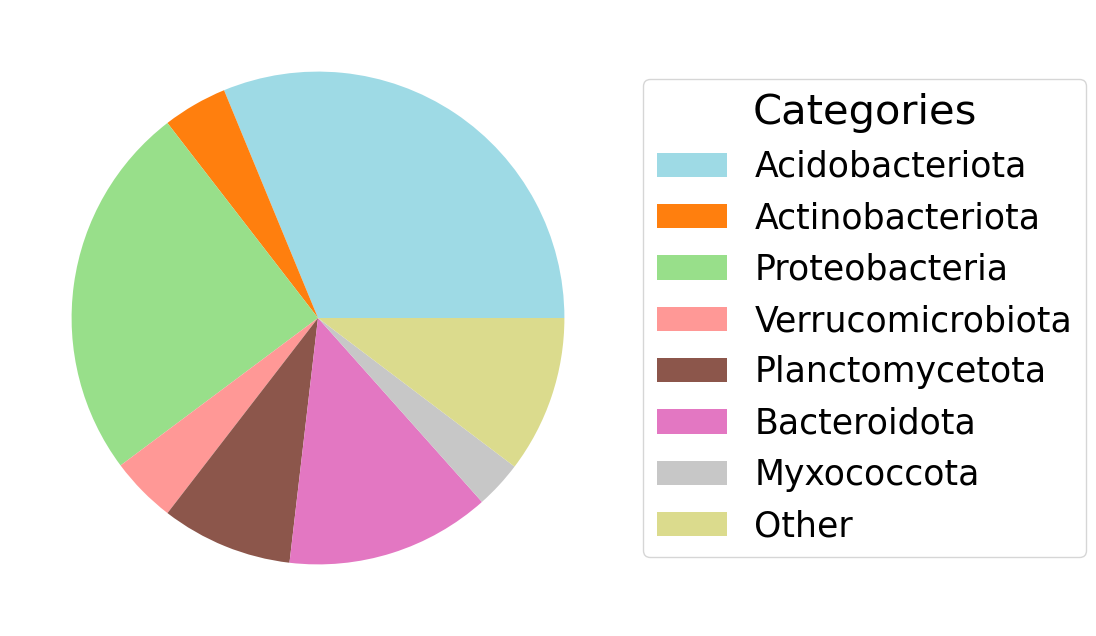 Categories
Acidobacteriota
Actinobacteriota
Proteobacteria
Verrucomicrobiota
Planctomycetota
Bacteroidota
Myxococcota
Other